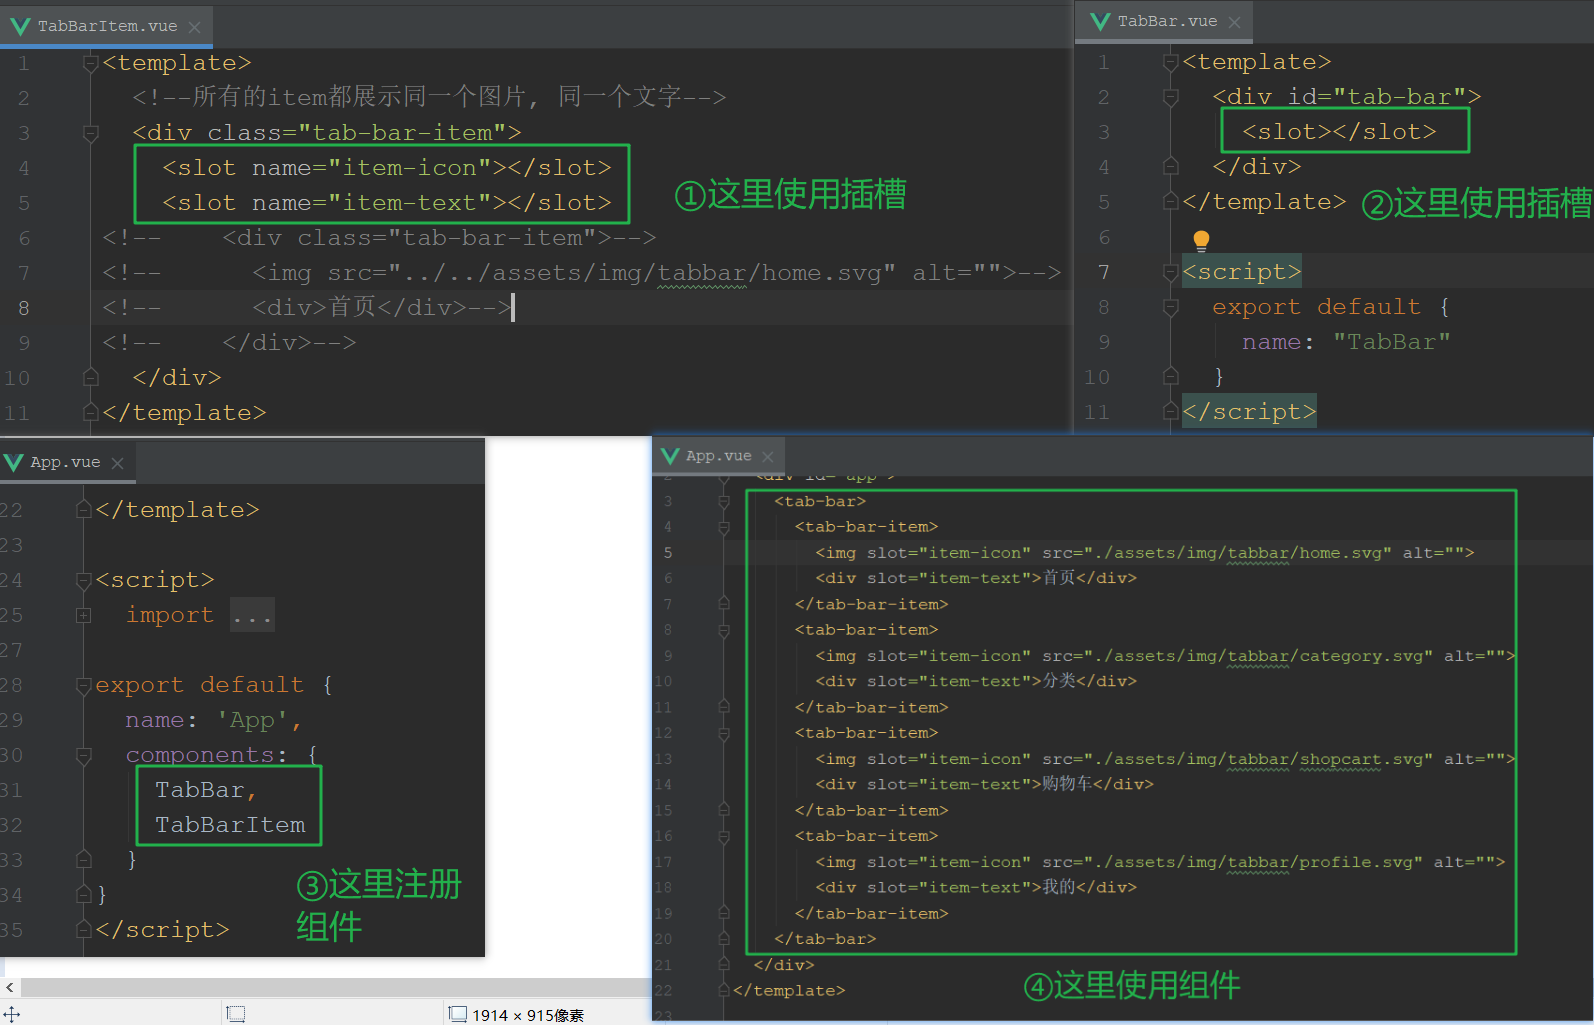 TabBarItem.vue
1 <template>
2 <!--所有的item都展示同一个图片, 同一个文字-->
3 <div class="tab-bar-item">
4 <slot name="item-icon"></slot>
5 <slot name="item-text"></slot>
6 <!-- <div class="tab-bar-item">-->
7 <!-- <img src="../../assets/img/tabbar/home.svg" alt="">-->
8 <!-- <div>首页</div>-->
9 <!-- </div>-->
10 </div>
11 </template>
①这里使用插槽
TabBar.vue
1 <template>
2 <div id="tab-bar">
3 <slot></slot>
4 </div>
5 </template>
6
7 <script>
8 export default {
9 name: "TabBar"
10 }
11 </script>
②这里使用插槽
App.vue
22 </template>
23
24 <script>
25 import ...
27
28 export default {
29 name: 'App',
30 components: {
31 TabBar,
32 TabBarItem
33 }
34 }
35 </script>
③这里注册
组件
App.vue
2 <div id="app">
3 <tab-bar>
4 <tab-bar-item>
5 <img slot="item-icon" src="./assets/img/tabbar/home.svg" alt="">
6 <div slot="item-text">首页</div>
7 </tab-bar-item>
8 <tab-bar-item>
9 <img slot="item-icon" src="./assets/img/tabbar/category.svg" alt="">
10 <div slot="item-text">分类</div>
11 </tab-bar-item>
12 <tab-bar-item>
13 <img slot="item-icon" src="./assets/img/tabbar/shopcart.svg" alt="">
14 <div slot="item-text">购物车</div>
15 </tab-bar-item>
16 <tab-bar-item>
17 <img slot="item-icon" src="./assets/img/tabbar/profile.svg" alt="">
18 <div slot="item-text">我的</div>
19 </tab-bar-item>
20 </tab-bar>
21 </div>
22 </template>
23
④这里使用组件
1914 × 915像素